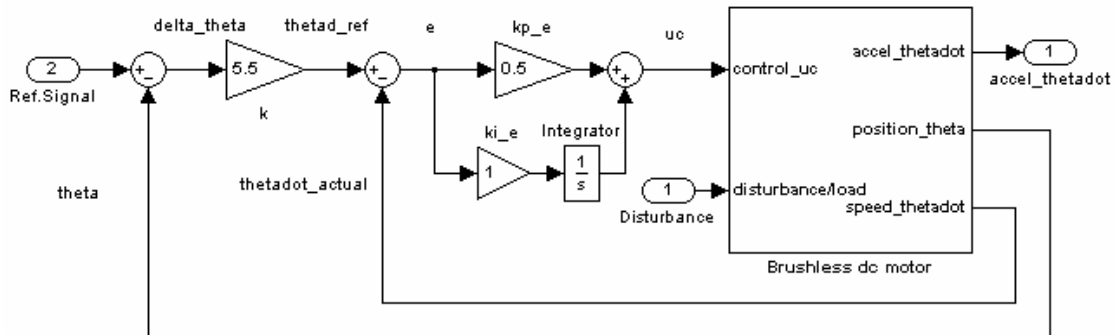 delta_theta
thetad_ref
e
kp_e
uc
2
+
−
5.5
+
−
0.5
+
+
control_uc
accel_thetadot
1
Ref.Signal
k
accel_thetadot
ki_e
Integrator
position_theta
1
1
s
theta
thetadot_actual
1
disturbance/load
Disturbance
speed_thetadot
Brushless dc motor